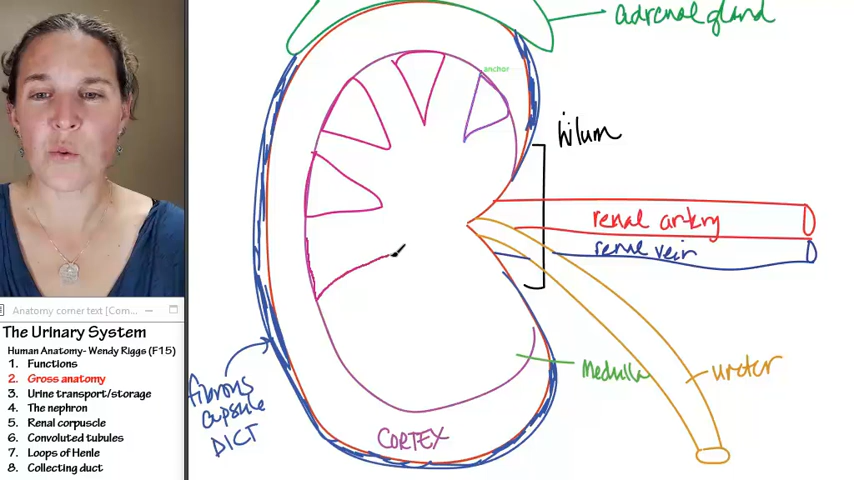 adrenal gland
anchor
hilum
renal artery
renal vein
Anatomy corner text [Com...
The Urinary System
Human Anatomy- Wendy Riggs (F15)
1. Functions
2. Gross anatomy
3. Urine transport/storage
4. The nephron
5. Renal corpuscle
6. Convoluted tubules
7. Loops of Henle
8. Collecting duct
fibrous
capsule
DICT
Medulla
ureter
CORTEX